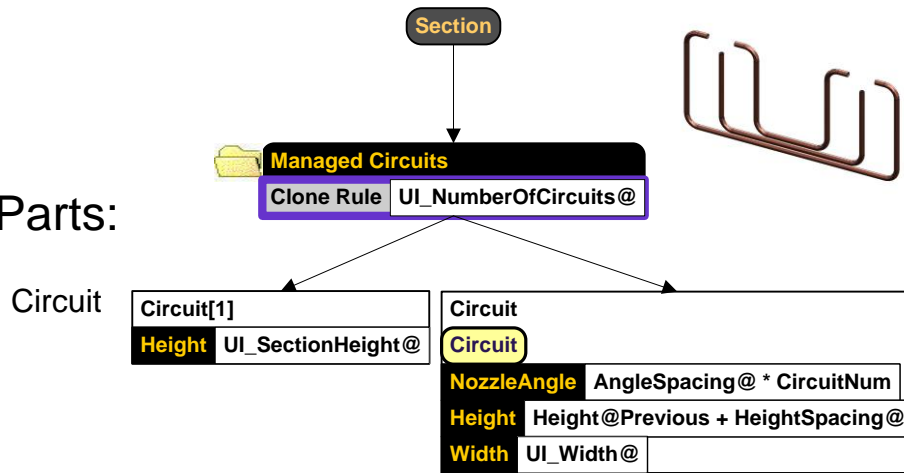 Section
Managed Circuits
Clone Rule UI_NumberOfCircuits@
Parts:
Circuit
Circuit[1]
Height UI_SectionHeight@
Circuit
Circuit
NozzleAngle AngleSpacing@ * CircuitNum
Height Height@Previous + HeightSpacing@
Width UI_Width@